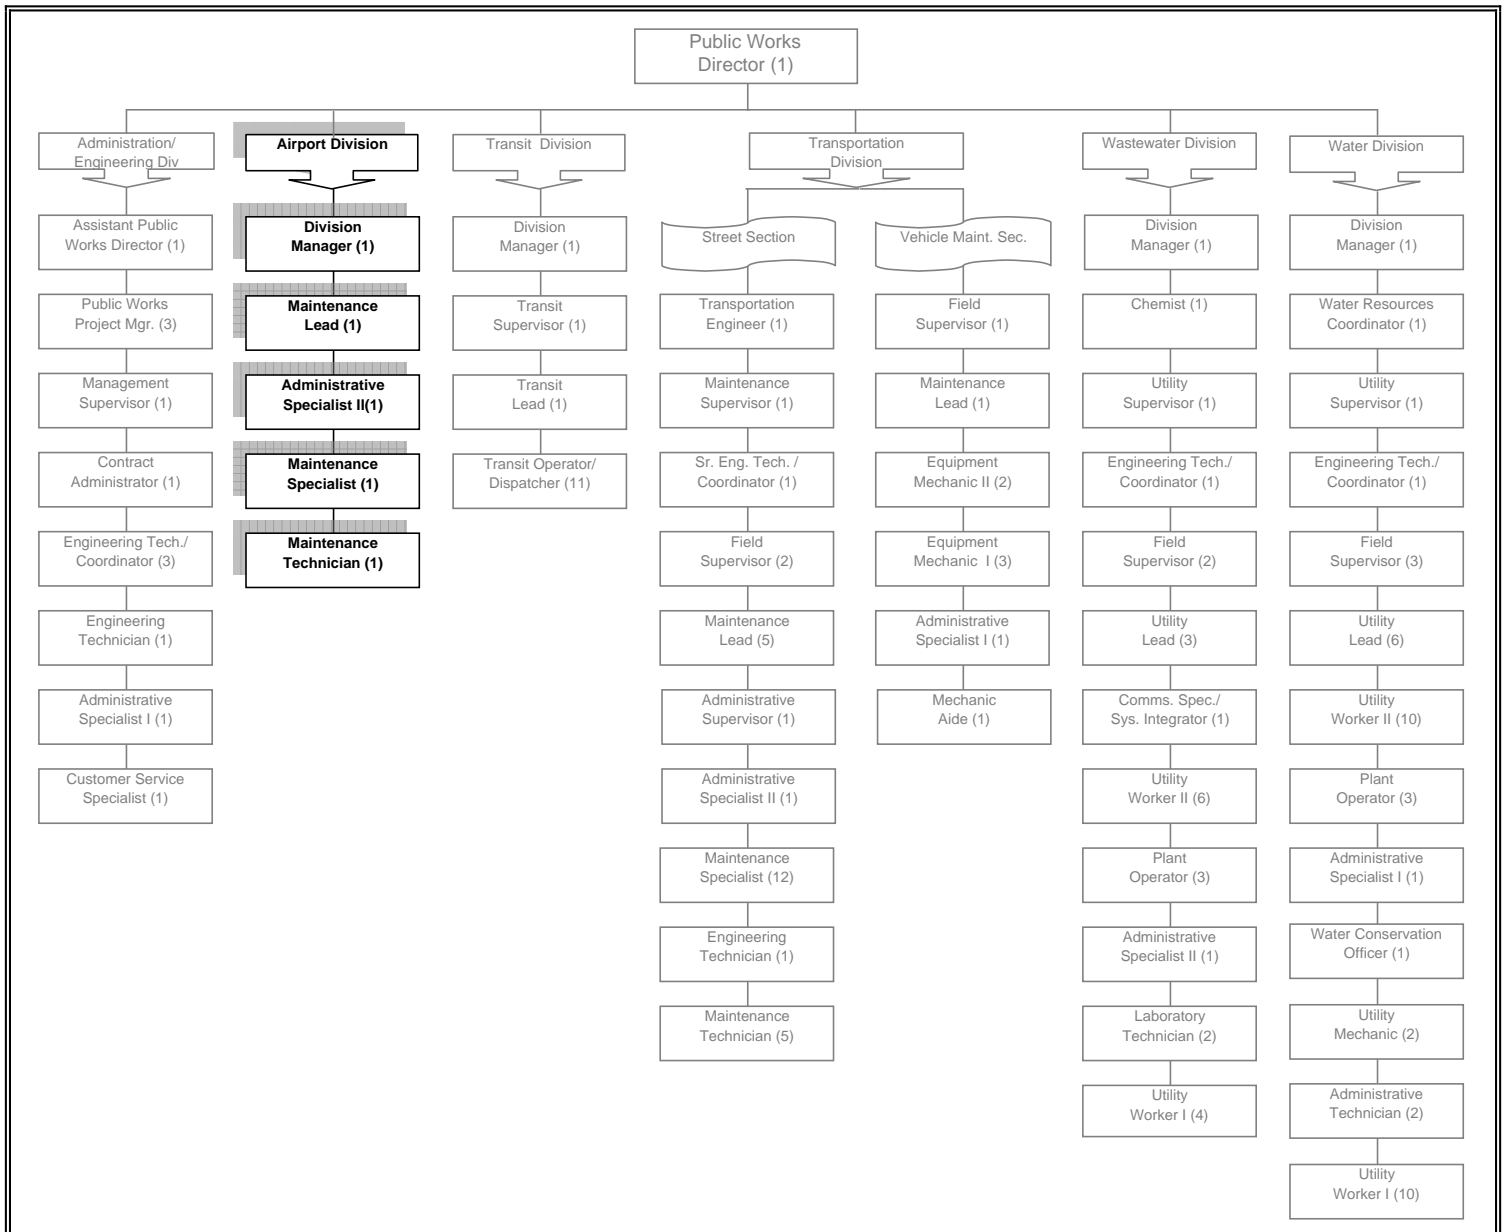 Public Works
Director (1)
Administration/
Engineering Div
Airport Division
Transit Division
Transportation
Division
Wastewater Division
Water Division
Assistant Public
Works Director (1)
Public Works
Project Mgr. (3)
Management
Supervisor (1)
Contract
Administrator (1)
Engineering Tech./
Coordinator (3)
Engineering
Technician (1)
Administrative
Specialist I (1)
Customer Service
Specialist (1)
Division
Manager (1)
Maintenance
Lead (1)
Administrative
Specialist II(1)
Maintenance
Specialist (1)
Maintenance
Technician (1)
Division
Manager (1)
Transit
Supervisor (1)
Transit
Lead (1)
Transit Operator/
Dispatcher (11)
Street Section
Transportation
Engineer (1)
Maintenance
Supervisor (1)
Sr. Eng. Tech. /
Coordinator (1)
Field
Supervisor (2)
Maintenance
Lead (5)
Administrative
Supervisor (1)
Administrative
Specialist II (1)
Maintenance
Specialist (12)
Engineering
Technician (1)
Maintenance
Technician (5)
Vehicle Maint. Sec.
Field
Supervisor (1)
Maintenance
Lead (1)
Equipment
Mechanic II (2)
Equipment
Mechanic I (3)
Administrative
Specialist I (1)
Mechanic
Aide (1)
Division
Manager (1)
Chemist (1)
Utility
Supervisor (1)
Engineering Tech./
Coordinator (1)
Field
Supervisor (2)
Utility
Lead (3)
Comms. Spec./
Sys. Integrator (1)
Utility
Worker II (6)
Plant
Operator (3)
Administrative
Specialist II (1)
Laboratory
Technician (2)
Utility
Worker I (4)
Division
Manager (1)
Water Resources
Coordinator (1)
Utility
Supervisor (1)
Engineering Tech./
Coordinator (1)
Field
Supervisor (3)
Utility
Lead (6)
Utility
Worker II (10)
Plant
Operator (3)
Administrative
Specialist I (1)
Water Conservation
Officer (1)
Utility
Mechanic (2)
Administrative
Technician (2)
Utility
Worker I (10)